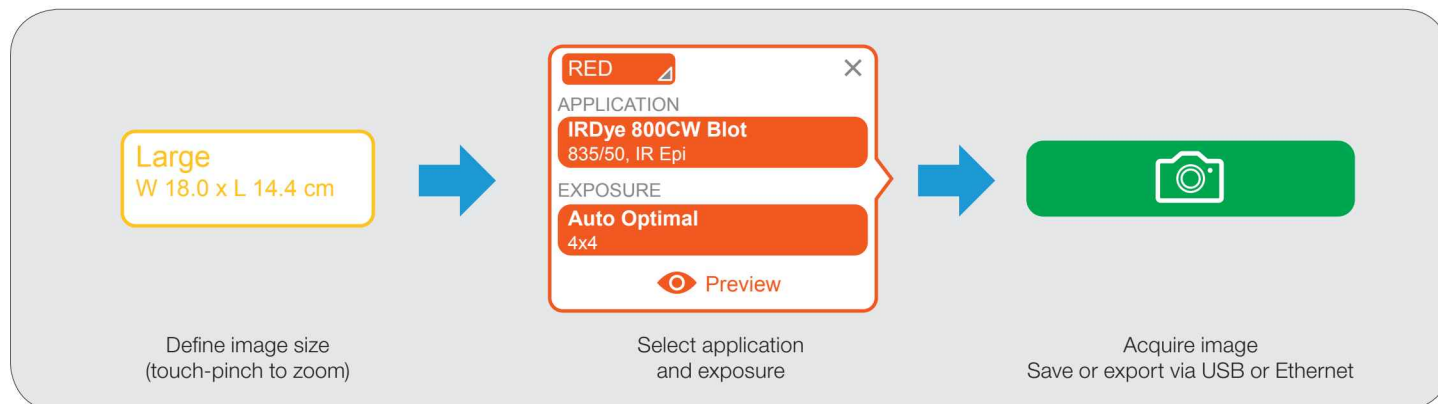 Large
W 18.0 x L 14.4 cm
RED
APPLICATION
IRDye 800CW Blot
835/50, IR Epi
EXPOSURE
Auto Optimal
4x4
Preview
Define image size
(touch-pinch to zoom)
Select application
and exposure
Acquire image
Save or export via USB or Ethernet